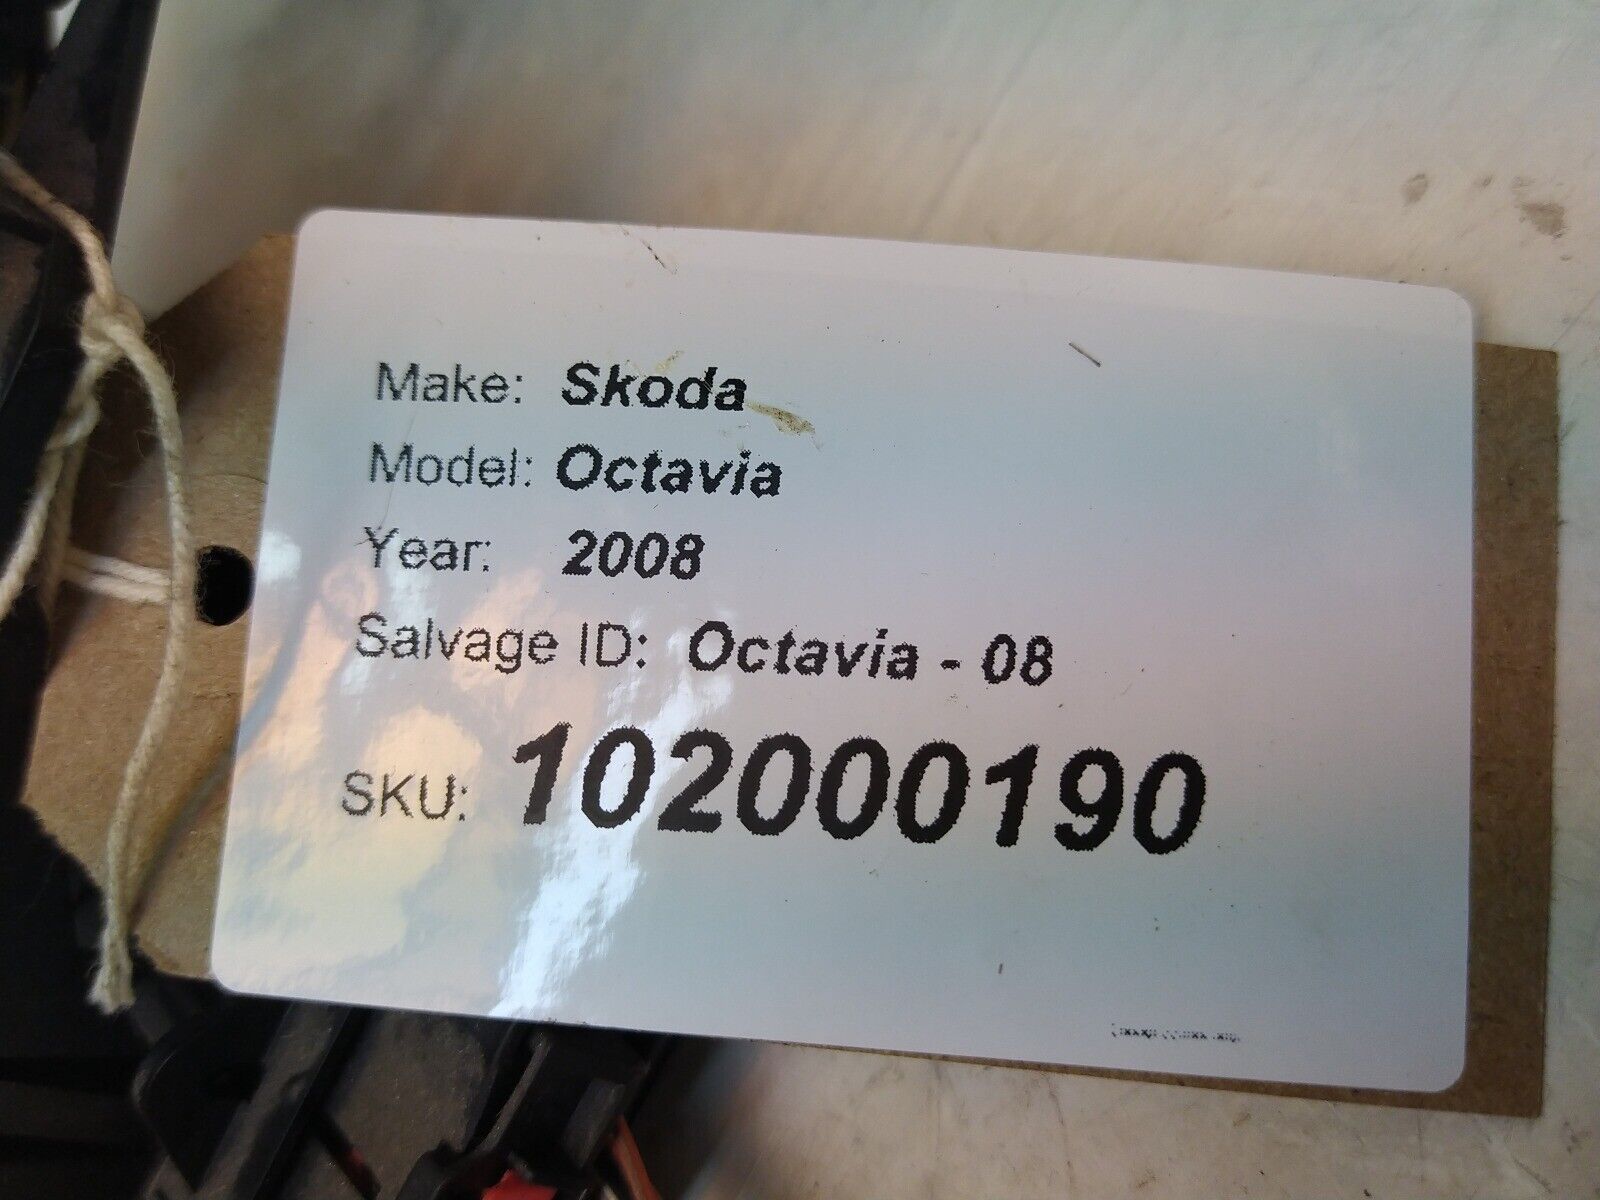 Make: Skoda
Model: Octavia
Year: 2008
Salvage ID: Octavia - 08
SKU: 102000190